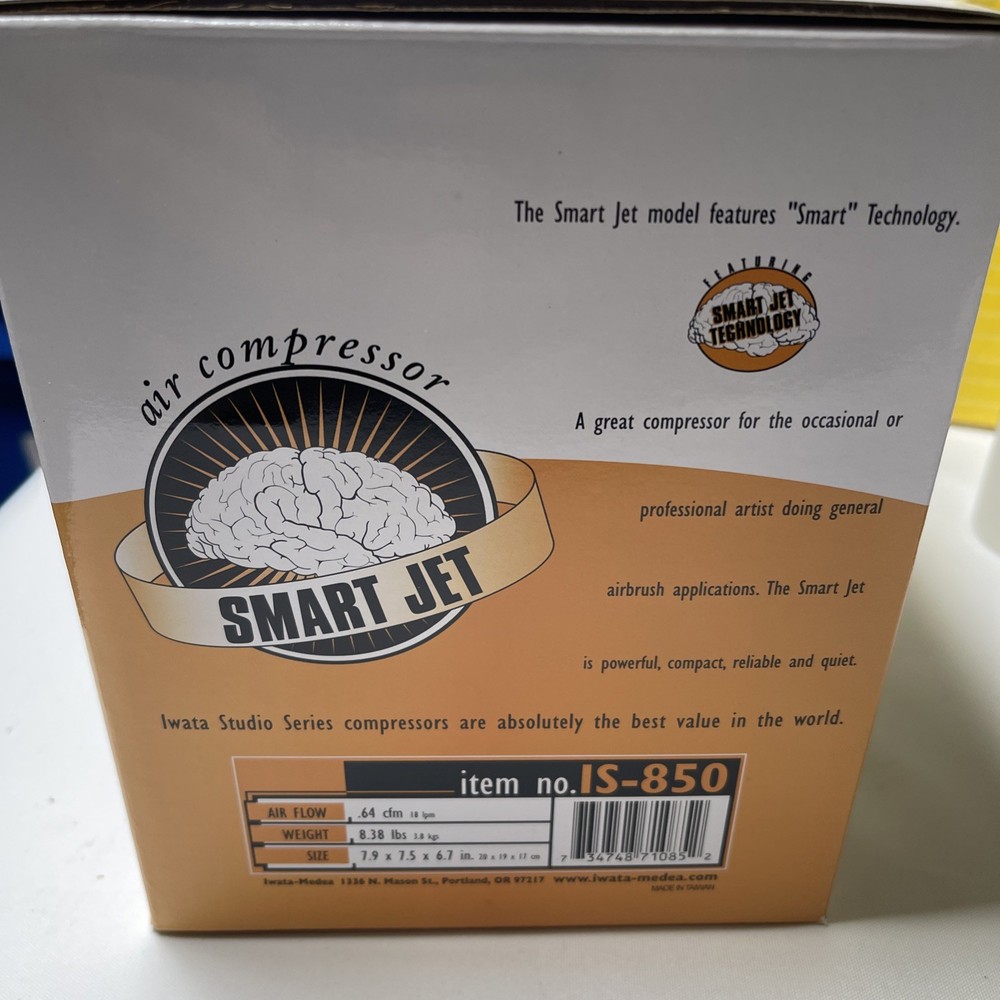 The Smart Jet model features "Smart" Technology.
FEATURING
SMART JET
TECHNOLOGY
air compressor
SMART JET
A great compressor for the occasional or
professional artist doing general
airbrush applications. The Smart Jet
is powerful, compact, reliable and quiet.
Iwata Studio Series compressors are absolutely the best value in the world.
item no. IS-850
AIR FLOW .64 cfm 18 lpm
WEIGHT 8.38 lbs 3.8 kgs
SIZE 7.9 x 7.5 x 6.7 in. 20 x 19 x 17 cm
7 34748 71085 2
Iwata-Medea 1336 N. Mason St., Portland, OR 97217 www.iwata-medea.com
MADE IN TAIWAN